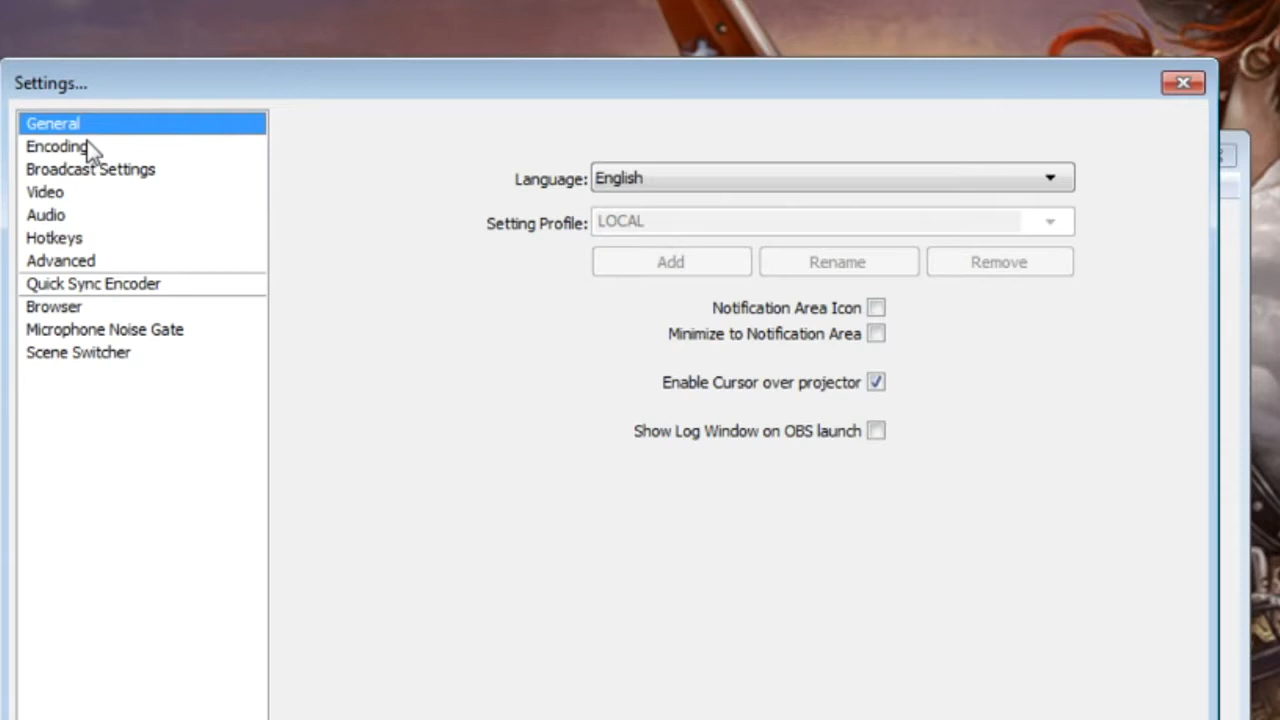 Settings...
General
Encoding
Broadcast Settings
Video
Audio
Hotkeys
Advanced
Quick Sync Encoder
Browser
Microphone Noise Gate
Scene Switcher
Language: English
Setting Profile: LOCAL
Add Rename Remove
Notification Area Icon
Minimize to Notification Area
Enable Cursor over projector
Show Log Window on OBS launch